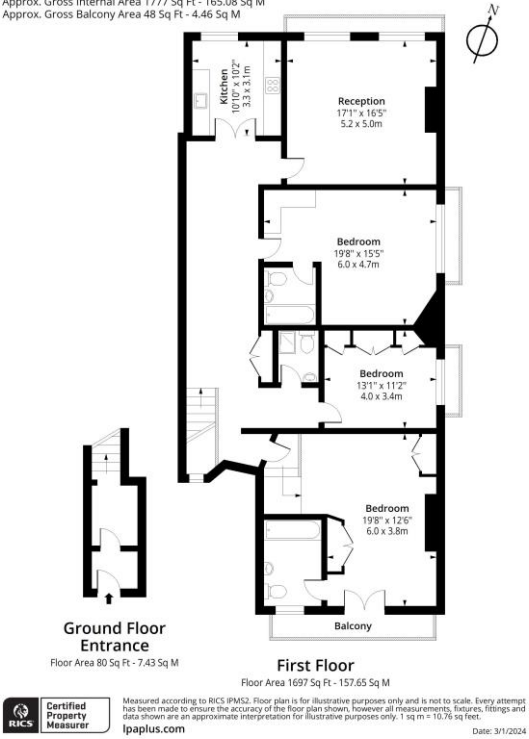 Approx. Gross Internal Area 1777 Sq Ft - 165.08 Sq M
Approx. Gross Balcony Area 48 Sq Ft - 4.46 Sq M
N
Kitchen
10'10" x 10'2"
3.3 x 3.1m
Reception
17'1" x 16'5"
5.2 x 5.0m
Bedroom
19'8" x 15'5"
6.0 x 4.7m
Bedroom
13'1" x 11'2"
4.0 x 3.4m
Bedroom
19'8" x 12'6"
6.0 x 3.8m
Balcony
Ground Floor
Entrance
Floor Area 80 Sq Ft - 7.43 Sq M
First Floor
Floor Area 1697 Sq Ft - 157.65 Sq M
RICS
Certified
Property
Measurer
Measured according to RICS IPMS2. Floor plan is for illustrative purposes only and is not to scale. Every attempt
has been made to ensure the accuracy of the floor plan shown, however all measurements, fixtures, fittings and
data shown are an approximate interpretation for illustrative purposes only. 1 sq m = 10.76 sq feet.
lpaplus.com
Date: 3/1/2024